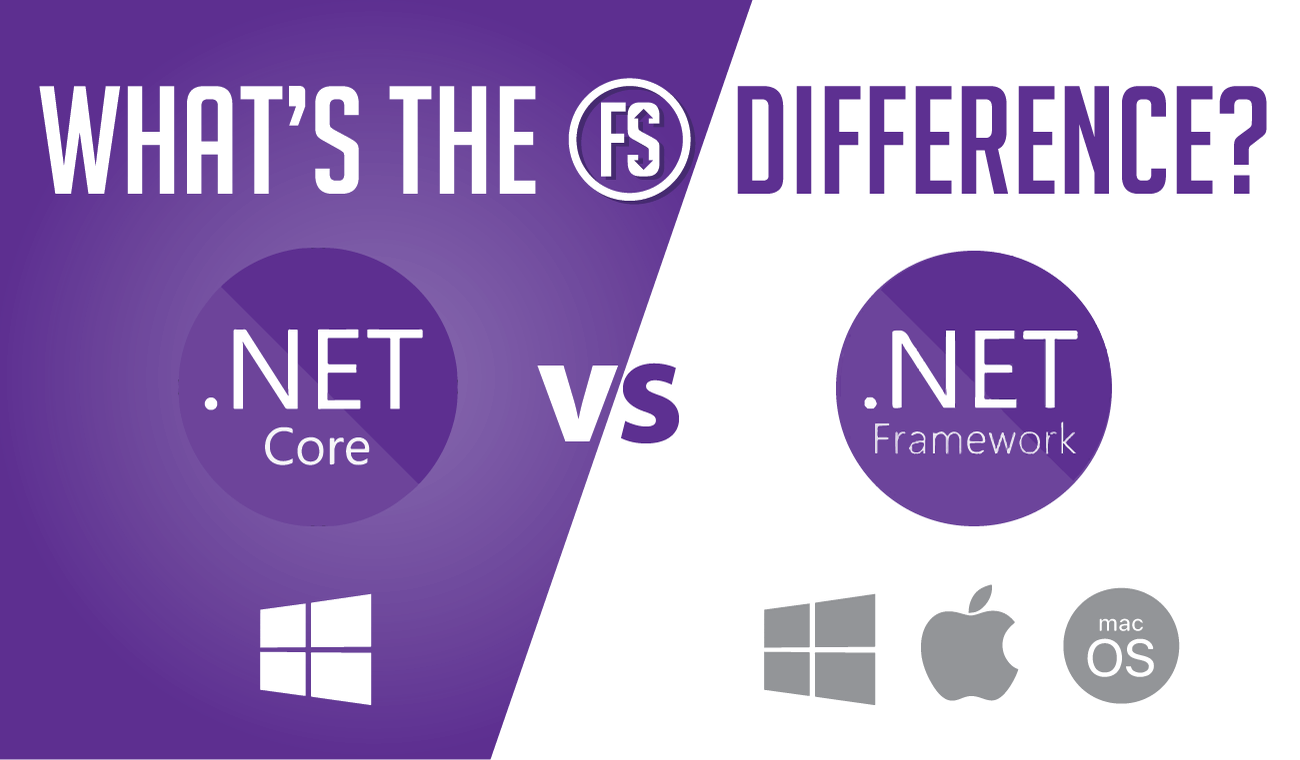 WHAT'S THE FS DIFFERENCE?
.NET
Core
vs
.NET
Framework
mac
OS